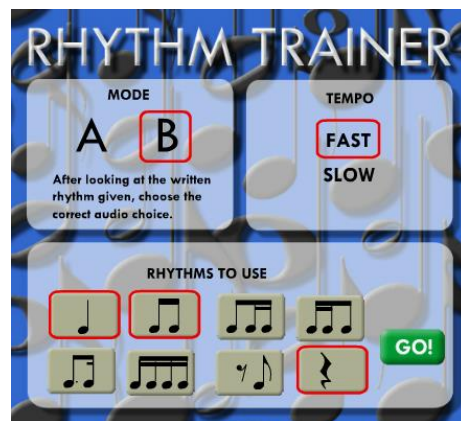 RHYTHM TRAINER
MODE
A B
After looking at the written
rhythm given, choose the
correct audio choice.
TEMPO
FAST
SLOW
RHYTHMS TO USE
GO!